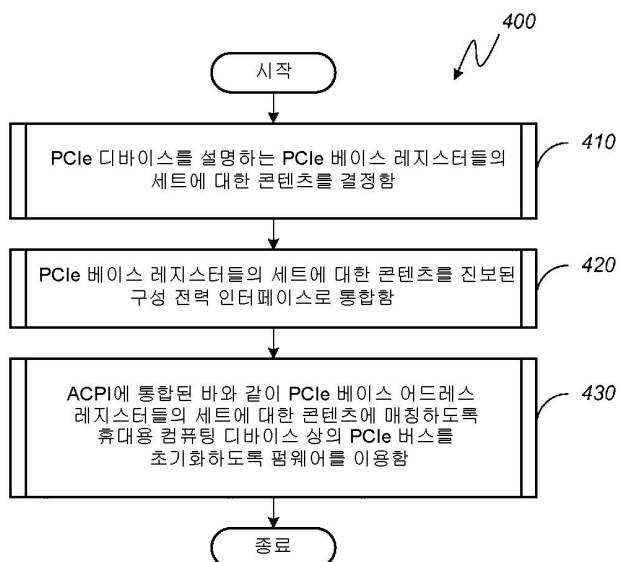 400
시작
PCIe 디바이스를 설명하는 PCIe 베이스 레지스터들의
세트에 대한 콘텐츠를 결정함
410
PCIe 베이스 레지스터들의 세트에 대한 콘텐츠를 진보된
구성 전력 인터페이스로 통합함
420
ACPI에 통합된 바와 같이 PCIe 베이스 어드레스
레지스터들의 세트에 대한 콘텐츠에 매칭하도록
휴대용 컴퓨팅 디바이스 상의 PCIe 버스를
초기화하도록 펌웨어를 이용함
430
종료